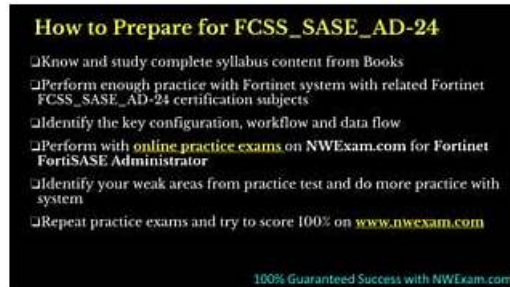 How to Prepare for FCSS_SASE_AD-24
❑Know and study complete syllabus content from Books
❑Perform enough practice with Fortinet system with related Fortinet
FCSS_SASE_AD-24 certification subjects
❑Identify the key configuration, workflow and data flow
❑Perform with online practice exams on NWExam.com for Fortinet
FortiSASE Administrator
❑Identify your weak areas from practice test and do more practice with
system
❑Repeat practice exams and try to score 100% on www.nwexam.com
100% Guaranteed Success with NWExam.com